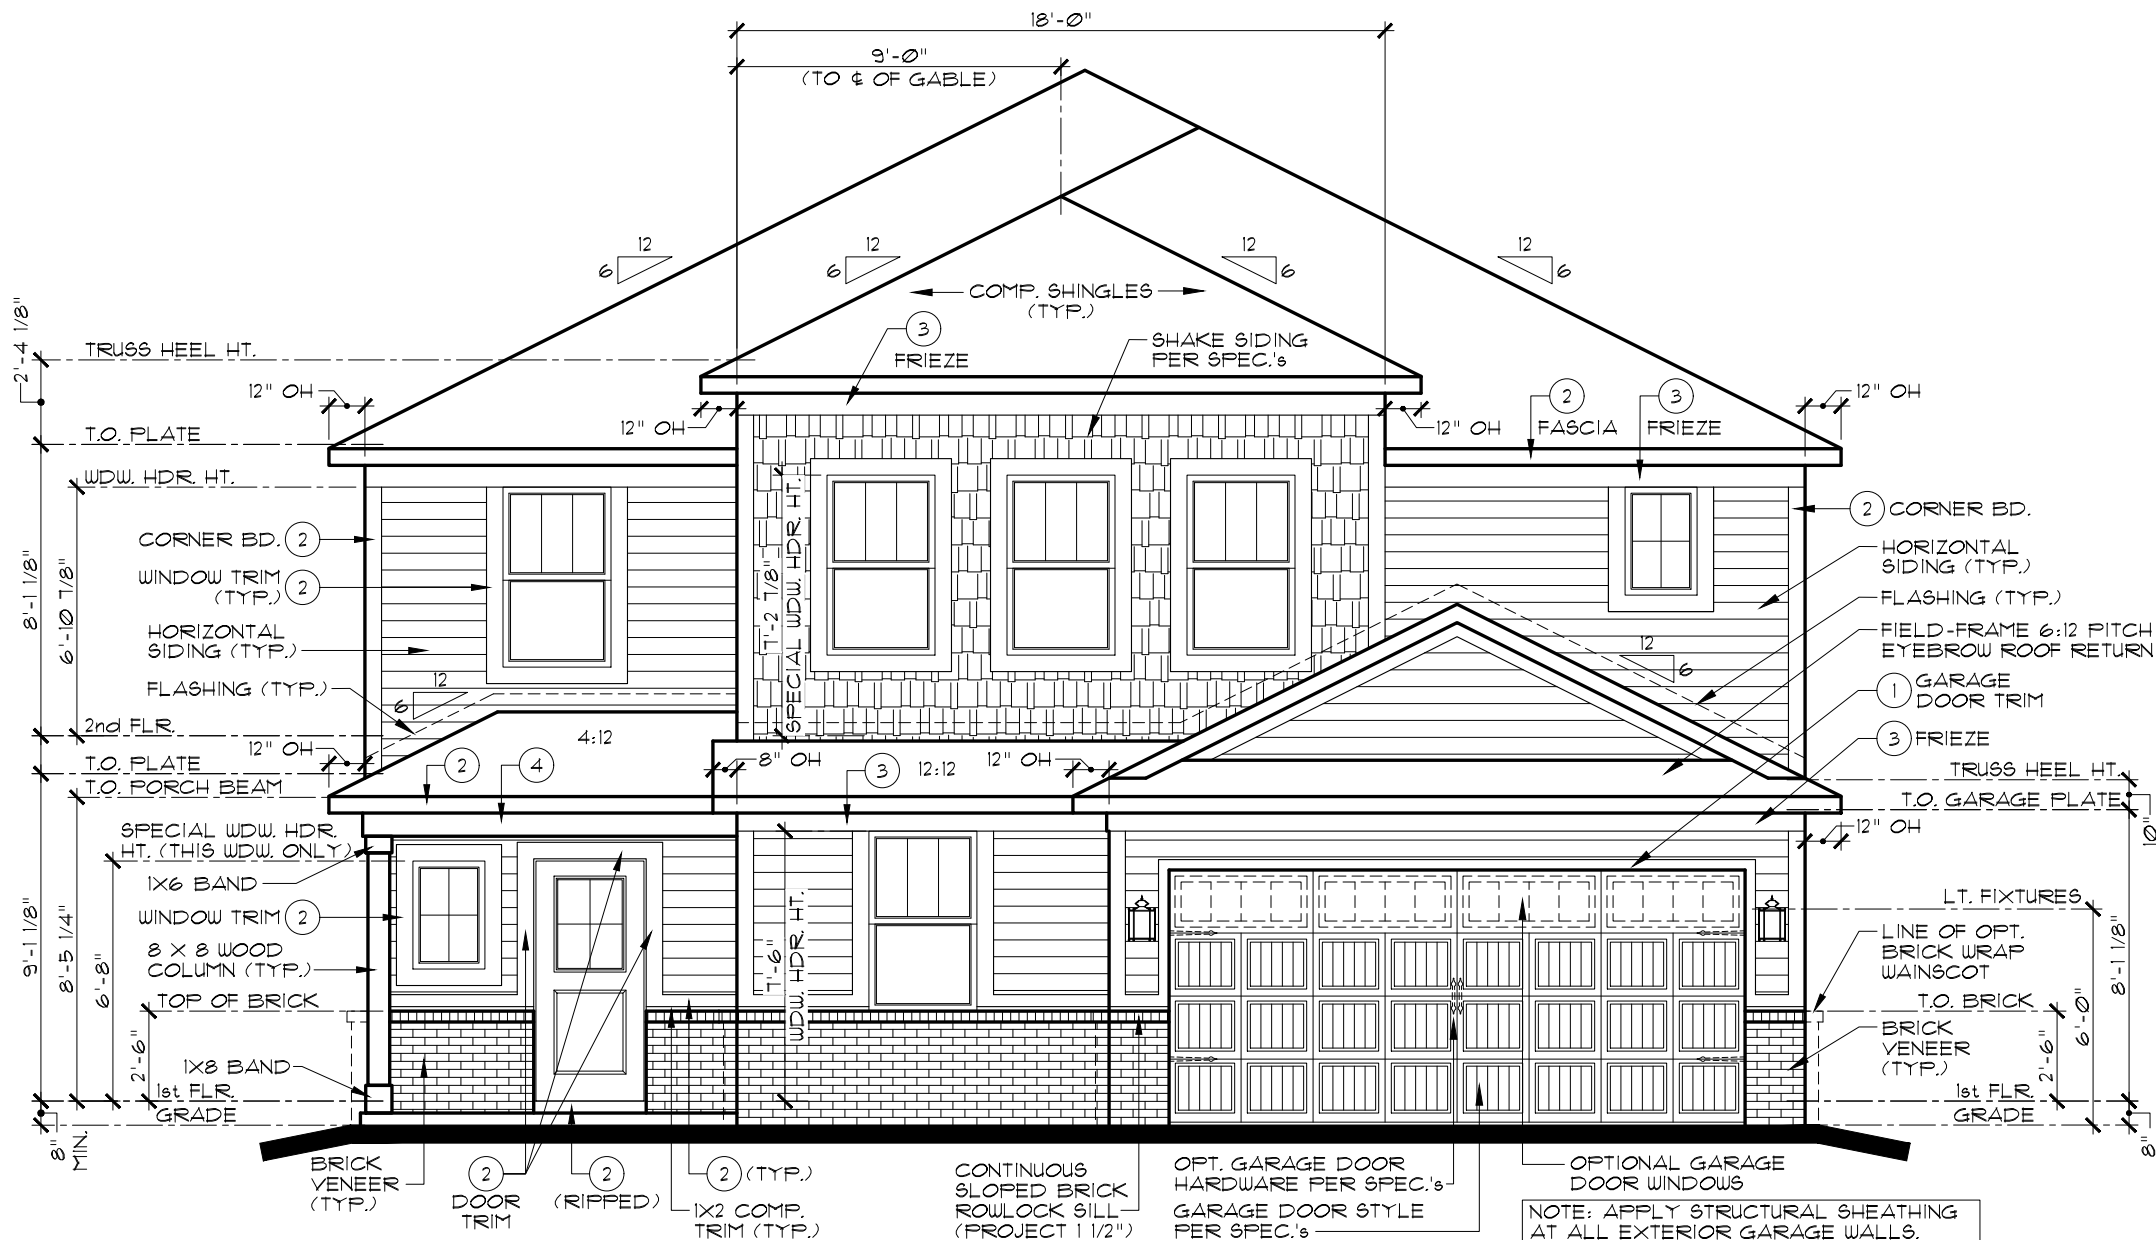 18'-0"
9'-0"
(TO ℄ OF GABLE)
12
6
12
6
12
6
12
6
COMP. SHINGLES
(TYP.)
2'-4 1/8"
TRUSS HEEL HT.
3
FRIEZE
SHAKE SIDING
PER SPEC.'s
12" OH
12" OH
12" OH
2
FASCIA
3
FRIEZE
12" OH
T.O. PLATE
WDW. HDR. HT.
8'-1 1/8"
6'-10 7/8"
CORNER BD. 2
WINDOW TRIM
(TYP.) 2
HORIZONTAL
SIDING (TYP.)
FLASHING (TYP.)
12
6
7'-2 7/8"
SPECIAL WDW. HDR. HT.
2 CORNER BD.
HORIZONTAL
SIDING (TYP.)
FLASHING (TYP.)
FIELD-FRAME 6:12 PITCH
EYEBROW ROOF RETURN
12
6
1 GARAGE
DOOR TRIM
3 FRIEZE
2nd FLR.
12" OH
4:12
T.O. PLATE
T.O. PORCH BEAM
2
4
8" OH
3
12:12
12" OH
TRUSS HEEL HT.
T.O. GARAGE PLATE
12" OH
10"
SPECIAL WDW. HDR.
HT. (THIS WDW. ONLY)
1X6 BAND
WINDOW TRIM 2
8 X 8 WOOD
COLUMN (TYP.)
TOP OF BRICK
9'-1 1/8"
8'-5 1/4"
6'-8"
2'-6"
1X8 BAND
1st FLR.
GRADE
8"
MIN.
7'-6"
WDW. HDR. HT.
LT. FIXTURES
LINE OF OPT.
BRICK WRAP
WAINSCOT
T.O. BRICK
BRICK
VENEER
(TYP.)
8'-1 1/8"
6'-0"
2'-6"
1st FLR.
GRADE
8"
BRICK
VENEER
(TYP.)
2
DOOR
TRIM
2
(RIPPED)
2 (TYP.)
1X2 COMP.
TRIM (TYP.)
CONTINUOUS
SLOPED BRICK
ROWLOCK SILL
(PROJECT 1 1/2")
OPT. GARAGE DOOR
HARDWARE PER SPEC.'s
GARAGE DOOR STYLE
PER SPEC.'s
OPTIONAL GARAGE
DOOR WINDOWS
NOTE: APPLY STRUCTURAL SHEATHING
AT ALL EXTERIOR GARAGE WALLS.